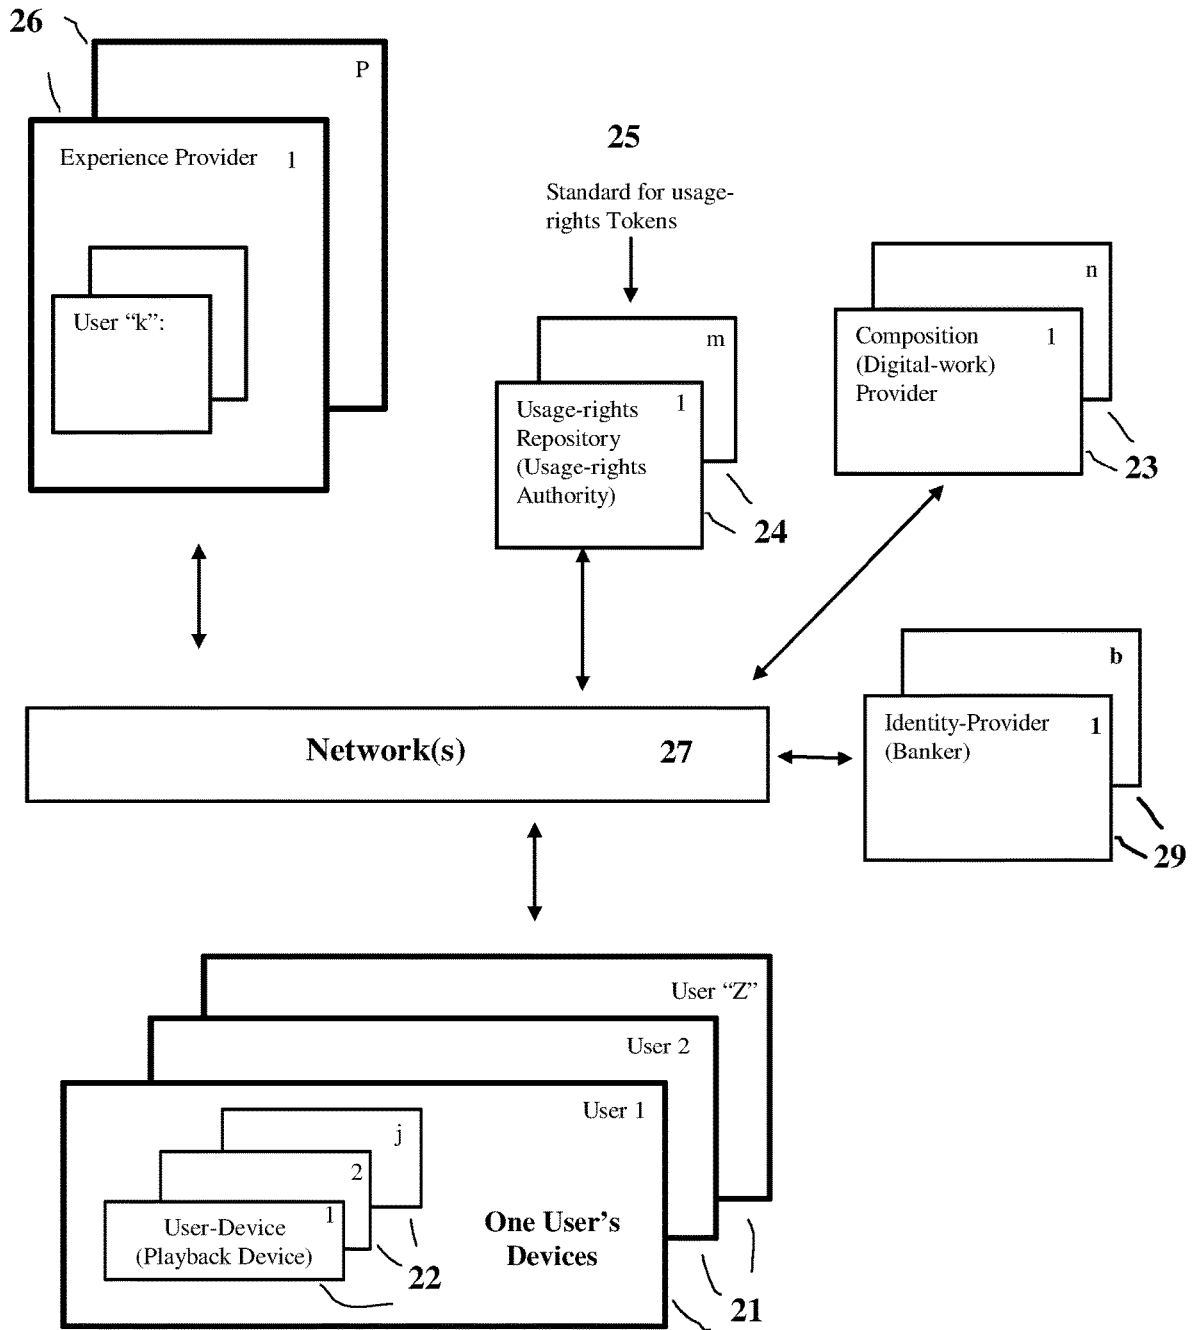 26
P
Experience Provider 1
User “k”:
25
Standard for usage-
rights Tokens
m
1
Usage-rights
Repository
(Usage-rights
Authority)
24
n
Composition 1
(Digital-work)
Provider
23
Network(s) 27
b
Identity-Provider 1
(Banker)
29
User “Z”
User 2
User 1
j
2
1
User-Device
(Playback Device)
22
One User’s
Devices
21